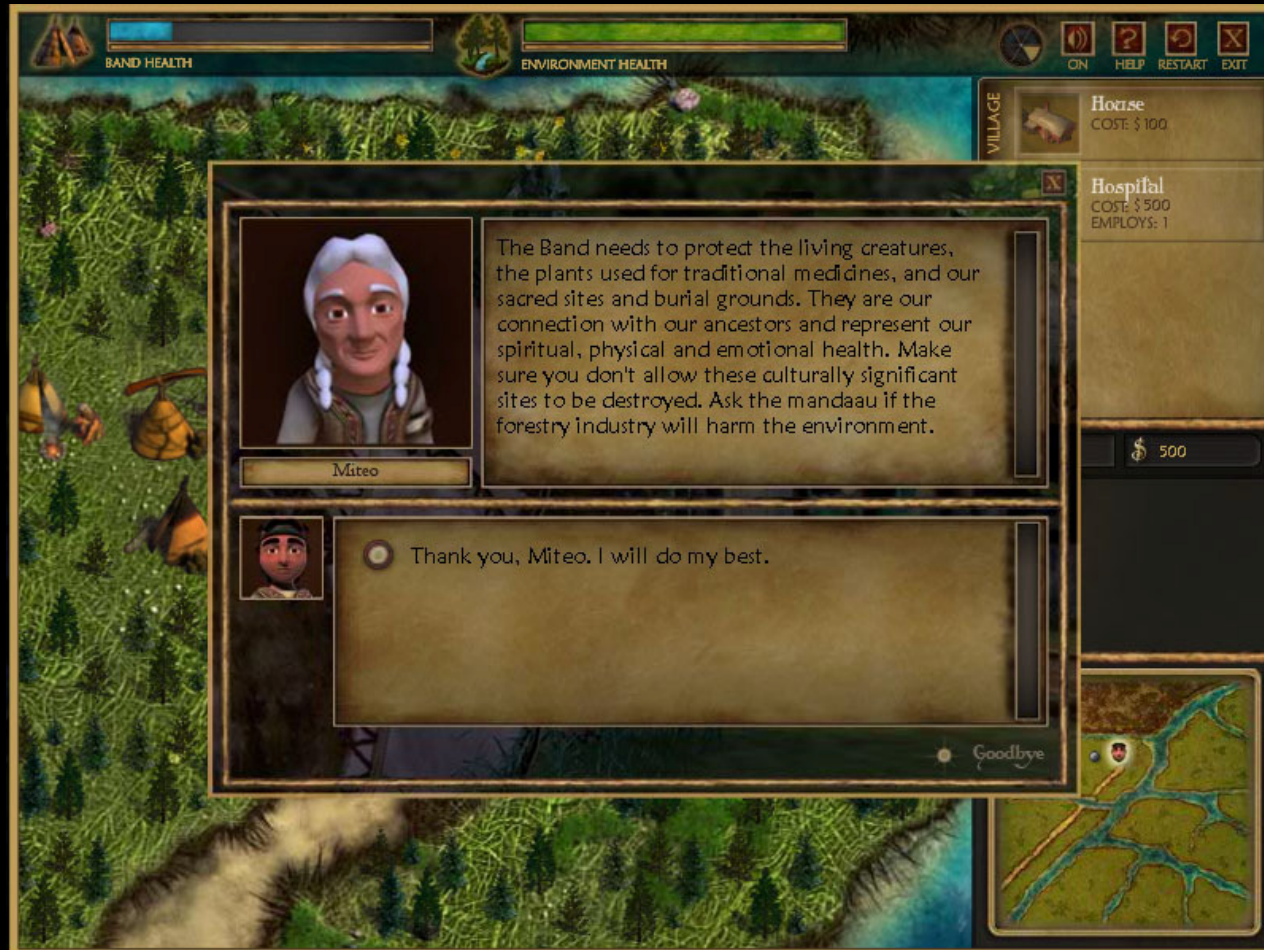 BAND HEALTH
ENVIRONMENT HEALTH
ON
HELP
RESTART
EXIT
VILLAGE
House
COST: $100
Hospital
COST: $500
EMPLOYS: 1
X
The Band needs to protect the living creatures,
the plants used for traditional medicines, and our
sacred sites and burial grounds. They are our
connection with our ancestors and represent our
spiritual, physical and emotional health. Make
sure you don't allow these culturally significant
sites to be destroyed. Ask the mandaau if the
forestry industry will harm the environment.
Miteo
$ 500
Thank you, Miteo. I will do my best.
Goodbye